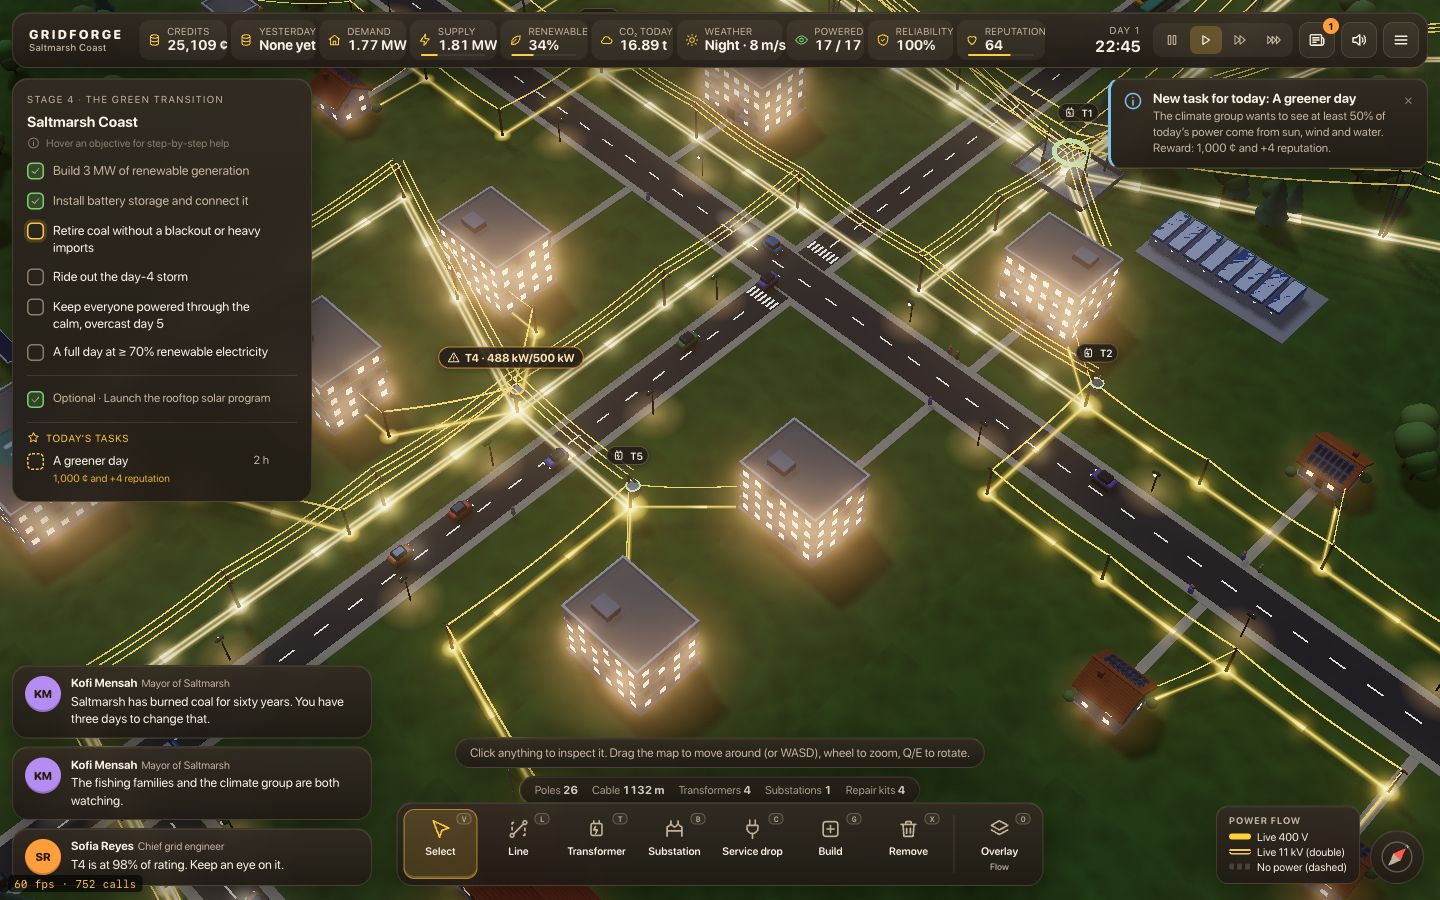 GRIDFORGE
Saltmarsh Coast
CREDITS
25,109 ¢
YESTERDAY
None yet
DEMAND
1.77 MW
SUPPLY
1.81 MW
RENEWABLE
34%
CO₂ TODAY
16.89 t
WEATHER
Night · 8 m/s
POWERED
17 / 17
RELIABILITY
100%
REPUTATION
64
DAY 1
22:45
1
STAGE 4 · THE GREEN TRANSITION
Saltmarsh Coast
Hover an objective for step-by-step help
Build 3 MW of renewable generation
Install battery storage and connect it
Retire coal without a blackout or heavy
imports
Ride out the day-4 storm
Keep everyone powered through the
calm, overcast day 5
A full day at ≥ 70% renewable electricity
Optional · Launch the rooftop solar program
TODAY'S TASKS
A greener day
2 h
1,000 ¢ and +4 reputation
New task for today: A greener day
×
The climate group wants to see at least 50% of
today's power come from sun, wind and water.
Reward: 1,000 ¢ and +4 reputation.
T1
T2
T4 · 488 kW/500 kW
T5
KM
Kofi Mensah Mayor of Saltmarsh
Saltmarsh has burned coal for sixty years. You have
three days to change that.
KM
Kofi Mensah Mayor of Saltmarsh
The fishing families and the climate group are both
watching.
SR
Sofia Reyes Chief grid engineer
T4 is at 98% of rating. Keep an eye on it.
60 fps · 752 calls
Click anything to inspect it. Drag the map to move around (or WASD), wheel to zoom, Q/E to rotate.
Poles 26 Cable 1132 m Transformers 4 Substations 1 Repair kits 4
V
Select
L
Line
T
Transformer
B
Substation
C
Service drop
G
Build
X
Remove
O
Overlay
Flow
POWER FLOW
Live 400 V
Live 11 kV (double)
No power (dashed)